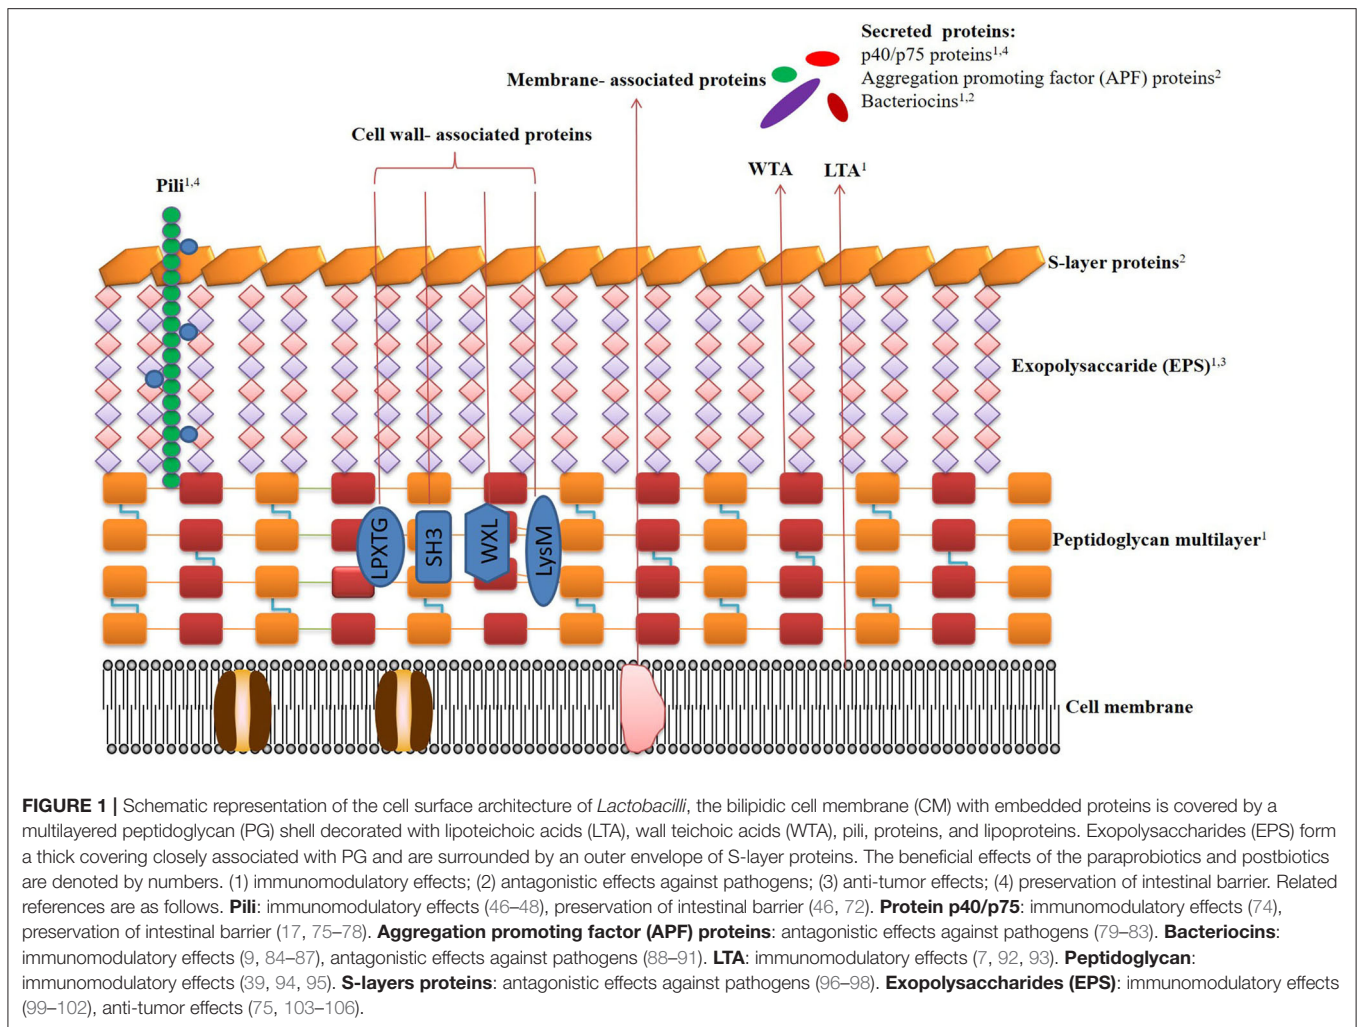 Secreted proteins:
p40/p75 proteins1,4
Aggregation promoting factor (APF) proteins2
Bacteriocins1,2
Membrane- associated proteins
Cell wall- associated proteins
WTA
LTA1
Pili1,4
S-layer proteins2
Exopolysaccaride (EPS)1,3
LPXTG
SH3
WXL
LysM
Peptidoglycan multilayer1
Cell membrane
FIGURE 1 | Schematic representation of the cell surface architecture of Lactobacilli, the bilipidic cell membrane (CM) with embedded proteins is covered by a
multilayered peptidoglycan (PG) shell decorated with lipoteichoic acids (LTA), wall teichoic acids (WTA), pili, proteins, and lipoproteins. Exopolysaccharides (EPS) form
a thick covering closely associated with PG and are surrounded by an outer envelope of S-layer proteins. The beneficial effects of the paraprobiotics and postbiotics
are denoted by numbers. (1) immunomodulatory effects; (2) antagonistic effects against pathogens; (3) anti-tumor effects; (4) preservation of intestinal barrier. Related
references are as follows. Pili: immunomodulatory effects (46–48), preservation of intestinal barrier (46, 72). Protein p40/p75: immunomodulatory effects (74),
preservation of intestinal barrier (17, 75–78). Aggregation promoting factor (APF) proteins: antagonistic effects against pathogens (79–83). Bacteriocins:
immunomodulatory effects (9, 84–87), antagonistic effects against pathogens (88–91). LTA: immunomodulatory effects (7, 92, 93). Peptidoglycan:
immunomodulatory effects (39, 94, 95). S-layers proteins: antagonistic effects against pathogens (96–98). Exopolysaccharides (EPS): immunomodulatory effects
(99–102), anti-tumor effects (75, 103–106).